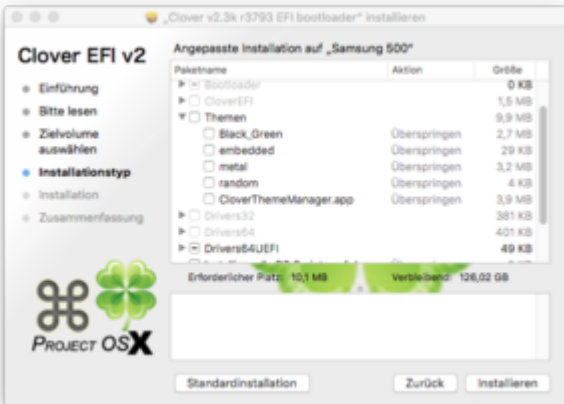 „Clover v2.3k r3793 EFI bootloader“ installieren
Clover EFI v2
Angepasste Installation auf „Samsung 500“
Einführung
Bitte lesen
Zielvolume
auswählen
Installationstyp
Installation
Zusammenfassung
Paketname Aktion Größe
Bootloader 0 KB
CloverEFI 1,5 MB
Themen 9,9 MB
Black_Green Überspringen 2,7 MB
embedded Überspringen 29 KB
metal Überspringen 3,2 MB
random Überspringen 4 KB
CloverThemeManager.app Überspringen 3,9 MB
Drivers32 381 KB
Drivers64 401 KB
Drivers64UEFI 49 KB
Erforderlicher Platz: 10,1 MB Verbleibend: 126,02 GB
PROJECT OSX
Standardinstallation Zurück Installieren